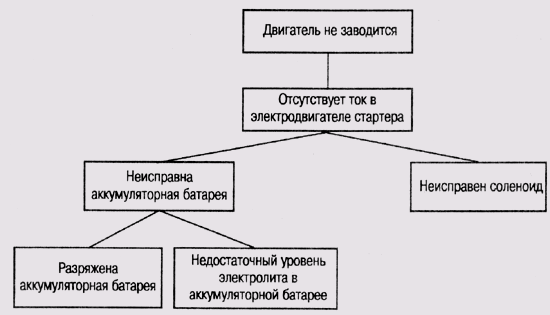 Двигатель не заводится
Отсутствует ток в
электродвигателе стартера
Неисправна
аккумуляторная батарея
Неисправен соленоид
Разряжена
аккумуляторная батарея
Недостаточный уровень
электролита в
аккумуляторной батарее